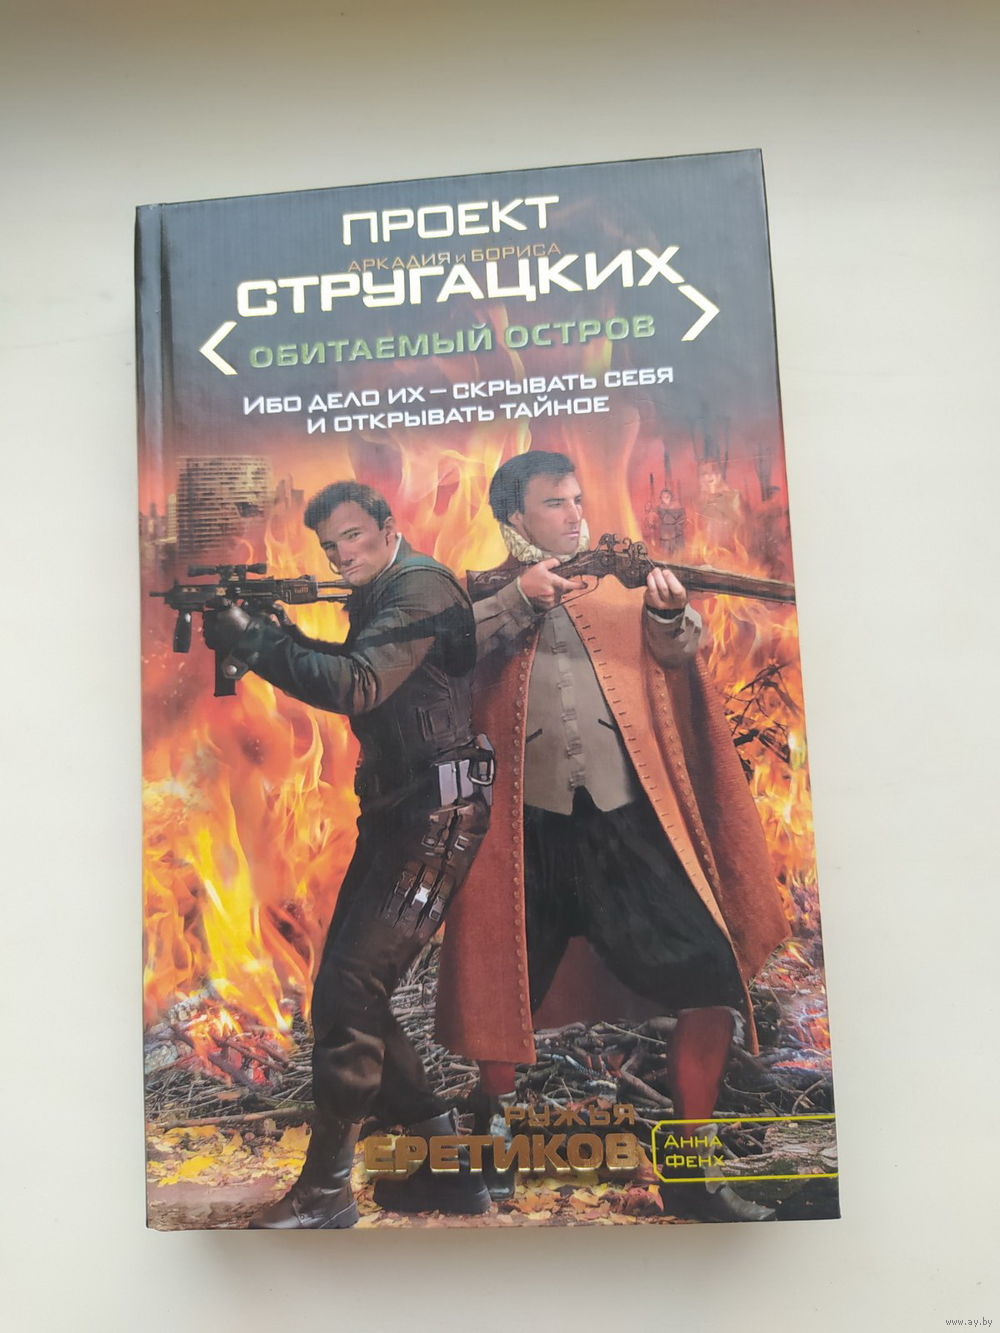 ПРОЕКТ
АРКАДИЯ и БОРИСА
СТРУГАЦКИХ
ОБИТАЕМЫЙ ОСТРОВ
Ибо дело их – скрывать себя
и открывать тайное
РУЖЬЯ
ЕРЕТИКОВ
Анна
Фенх
www.ay.by